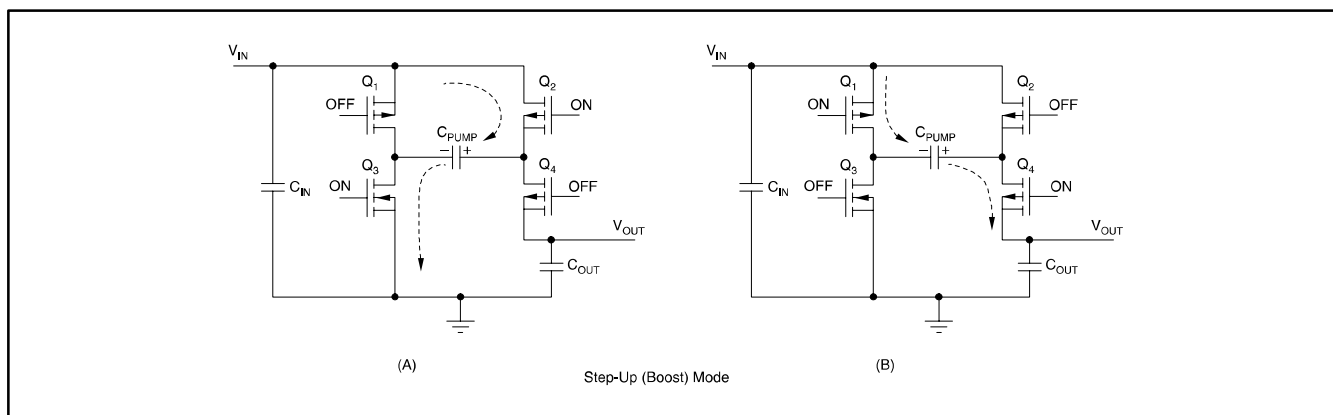 V_IN
Q_1
Q_2
OFF
ON
C_PUMP
− +
Q_3
Q_4
ON
OFF
C_IN
V_OUT
C_OUT
(A)
V_IN
Q_1
Q_2
ON
OFF
C_PUMP
− +
Q_3
Q_4
OFF
ON
C_IN
V_OUT
C_OUT
(B)
Step-Up (Boost) Mode